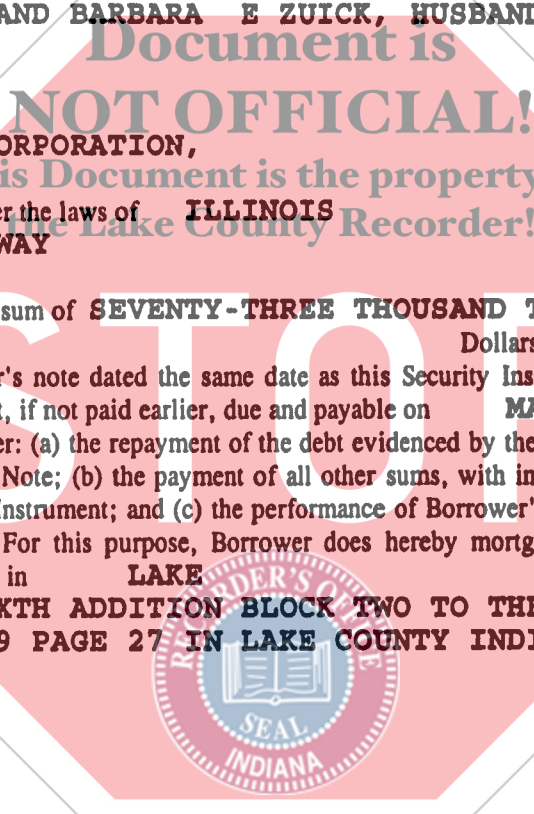 AND BARBARA E ZUICK, HUSBAND
Document is
NOT OFFICIAL!
ORPORATION,
is Document is the property
er the laws of ILLINOIS
the Lake County Recorder!
WAY
sum of SEVENTY-THREE THOUSAND T
Dollars
STOP
r's note dated the same date as this Security Ins
t, if not paid earlier, due and payable on MA
er: (a) the repayment of the debt evidenced by the
Note; (b) the payment of all other sums, with in
Instrument; and (c) the performance of Borrower'
For this purpose, Borrower does hereby mortg
in LAKE
XTH ADDITION BLOCK TWO TO THE
9 PAGE 27 IN LAKE COUNTY INDI
RECORDER'S OFFICE
SEAL
INDIANA